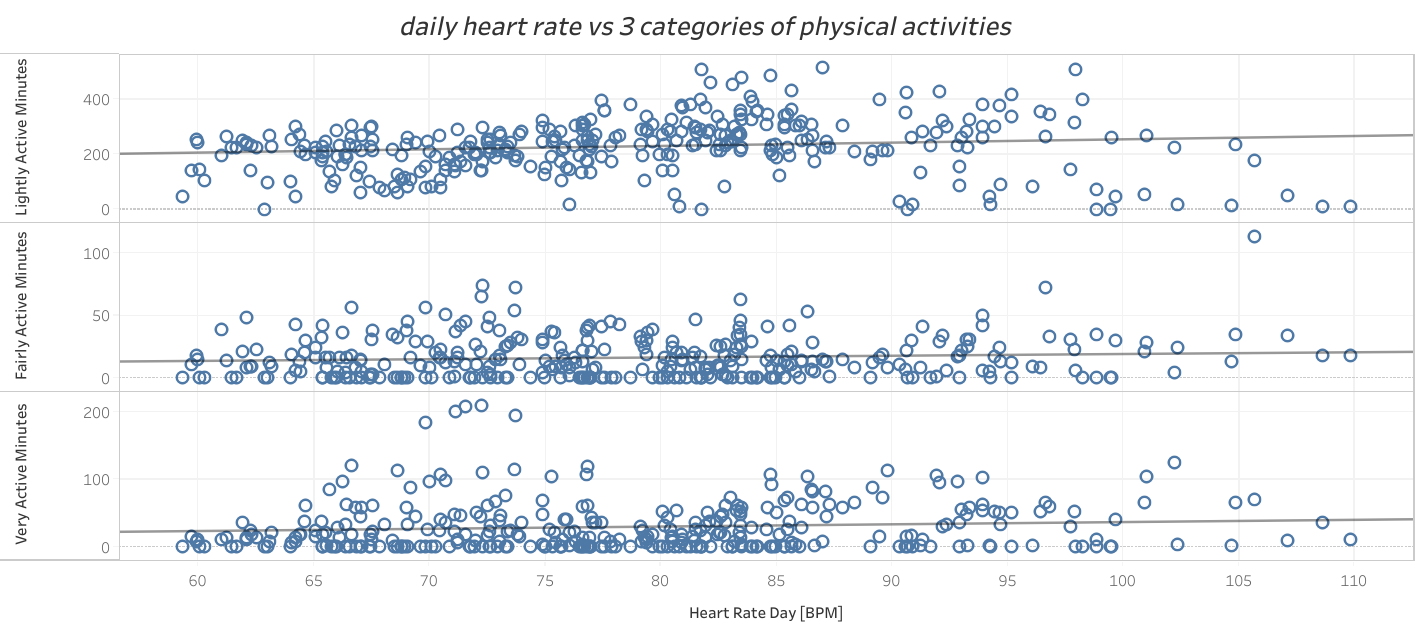 daily heart rate vs 3 categories of physical activities
Lightly Active Minutes
400
200
0
Fairly Active Minutes
100
50
0
Very Active Minutes
200
100
0
60 65 70 75 80 85 90 95 100 105 110
Heart Rate Day [BPM]